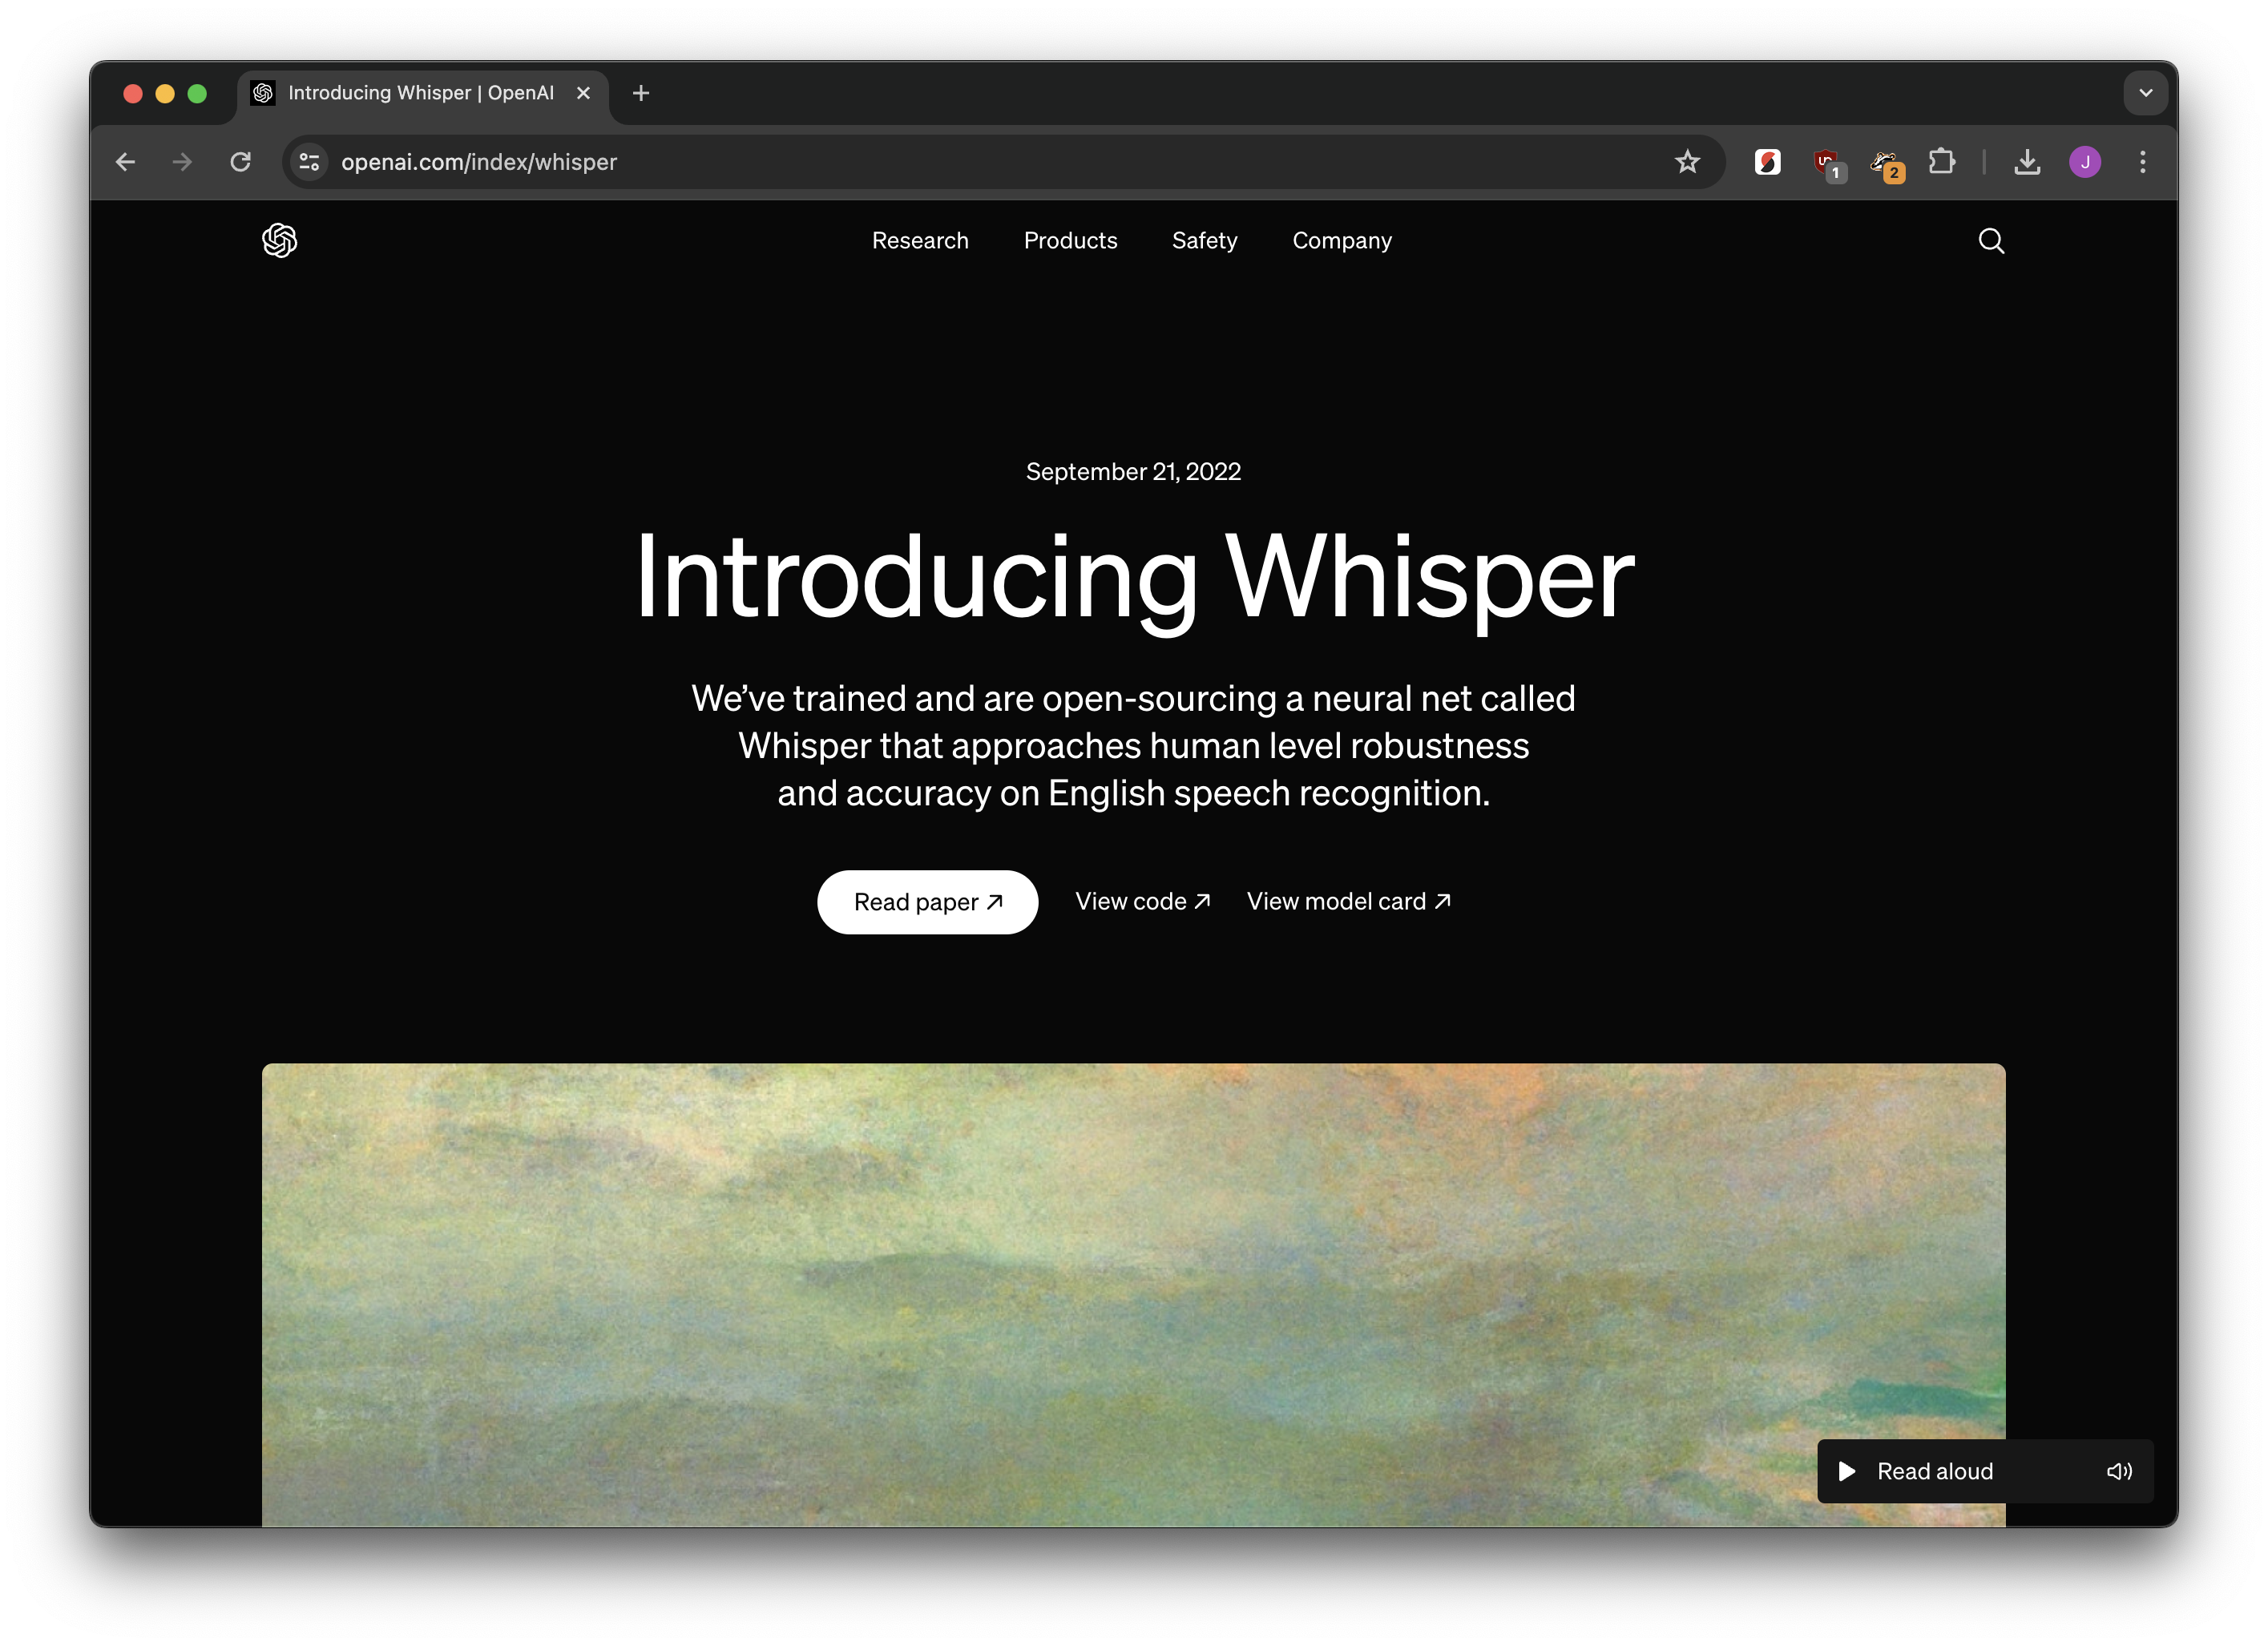 Introducing Whisper | OpenAI
openai.com/index/whisper
1
2
J
Research Products Safety Company
September 21, 2022
Introducing Whisper
We’ve trained and are open-sourcing a neural net called
Whisper that approaches human level robustness
and accuracy on English speech recognition.
Read paper ↗ View code ↗ View model card ↗
Read aloud